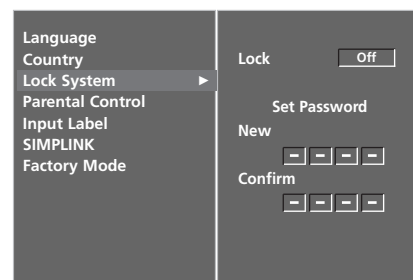 Language
Country
Lock System ►
Parental Control
Input Label
SIMPLINK
Factory Mode
Lock Off
Set Password
New
– – – –
Confirm
– – – –